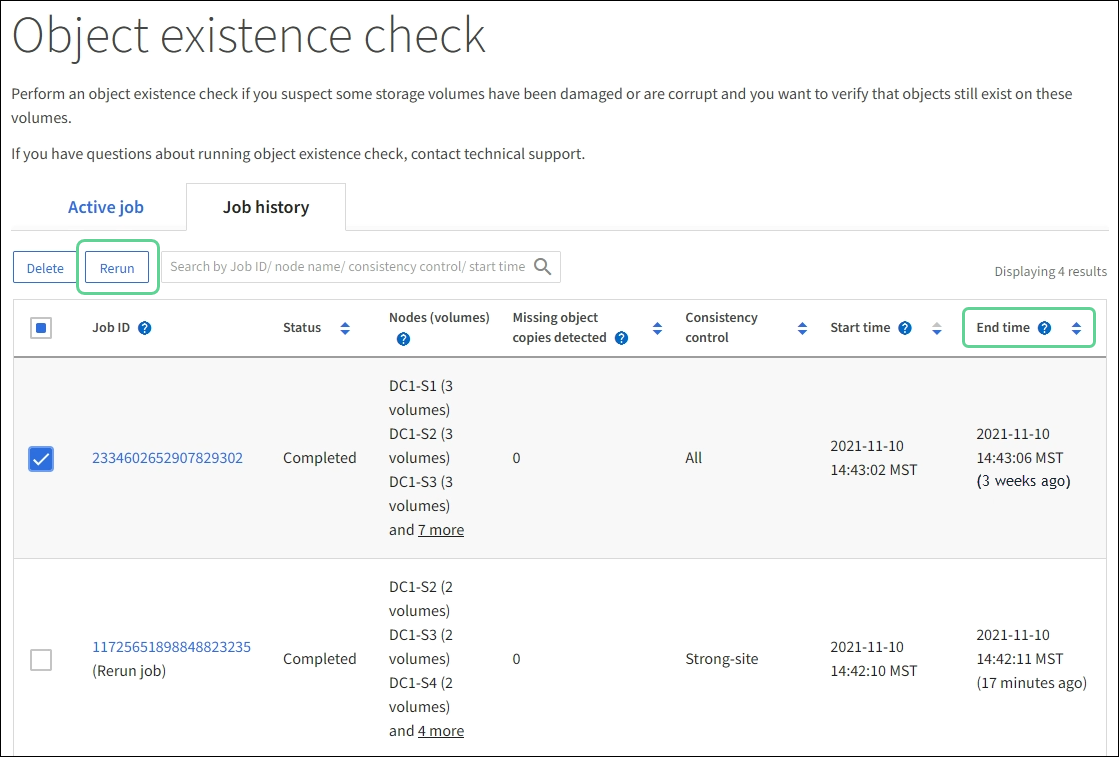 Object existence check
Perform an object existence check if you suspect some storage volumes have been damaged or are corrupt and you want to verify that objects still exist on these
volumes.
If you have questions about running object existence check, contact technical support.
Active job
Job history
Delete
Rerun
Search by Job ID/ node name/ consistency control/ start time
Displaying 4 results
Job ID ?
Status
Nodes (volumes)
?
Missing object
copies detected ?
Consistency
control
Start time ?
End time ?
2334602652907829302
Completed
DC1-S1 (3
volumes)
DC1-S2 (3
volumes)
DC1-S3 (3
volumes)
and 7 more
0
All
2021-11-10
14:43:02 MST
2021-11-10
14:43:06 MST
(3 weeks ago)
11725651898848823235
(Rerun job)
Completed
DC1-S2 (2
volumes)
DC1-S3 (2
volumes)
DC1-S4 (2
volumes)
and 4 more
0
Strong-site
2021-11-10
14:42:10 MST
2021-11-10
14:42:11 MST
(17 minutes ago)